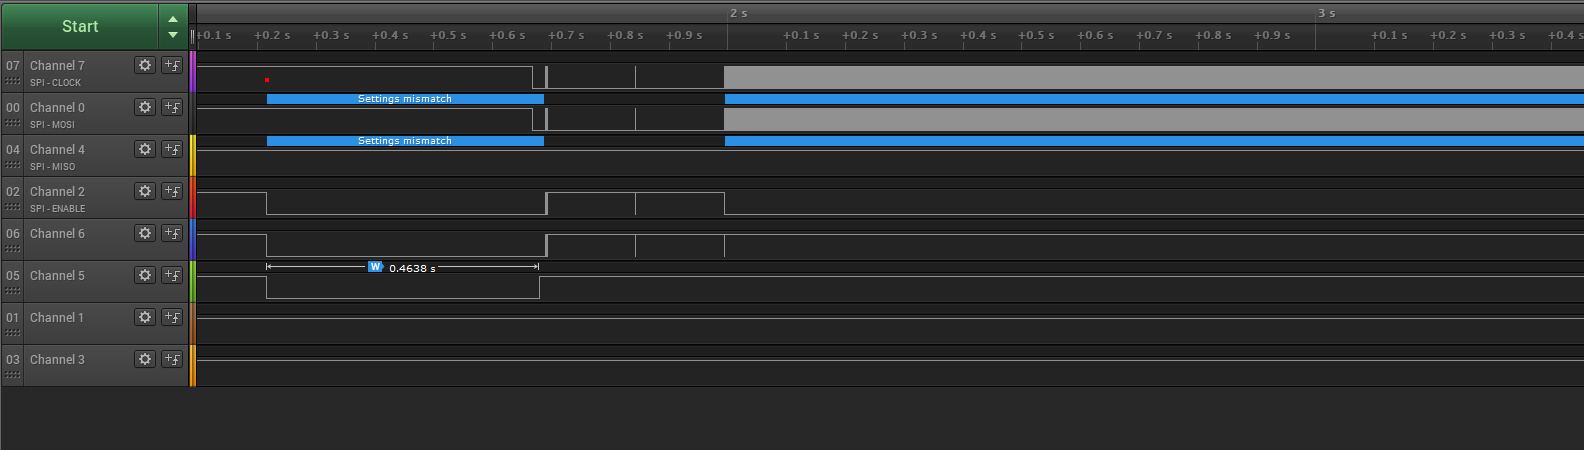 Start
2 s
3 s
+0.1 s +0.2 s +0.3 s +0.4 s +0.5 s +0.6 s +0.7 s +0.8 s +0.9 s +0.1 s +0.2 s +0.3 s +0.4 s +0.5 s +0.6 s +0.7 s +0.8 s +0.9 s +0.1 s +0.2 s +0.3 s +0.4 s
07 Channel 7
SPI - CLOCK
Settings mismatch
00 Channel 0
SPI - MOSI
Settings mismatch
04 Channel 4
SPI - MISO
02 Channel 2
SPI - ENABLE
06 Channel 6
W 0.4638 s
05 Channel 5
01 Channel 1
03 Channel 3